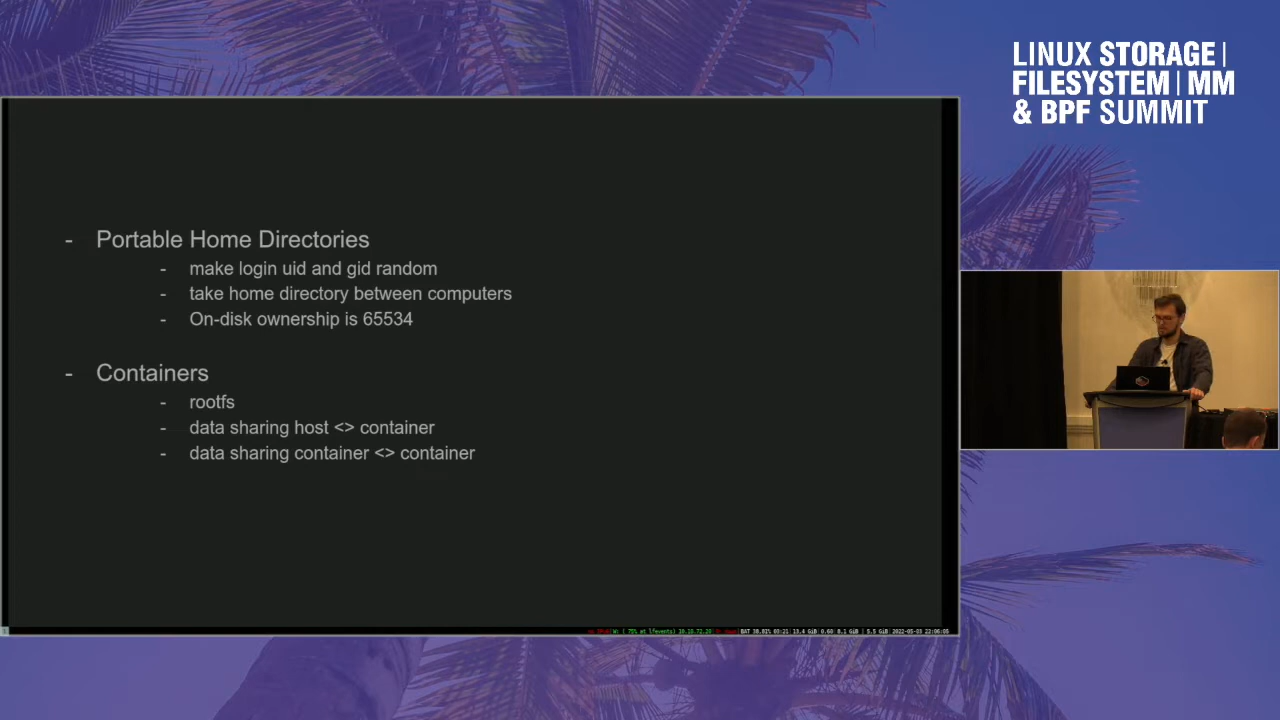 LINUX STORAGE |
FILESYSTEM | MM
& BPF SUMMIT
- Portable Home Directories
- make login uid and gid random
- take home directory between computers
- On-disk ownership is 65534
- Containers
- rootfs
- data sharing host <> container
- data sharing container <> container